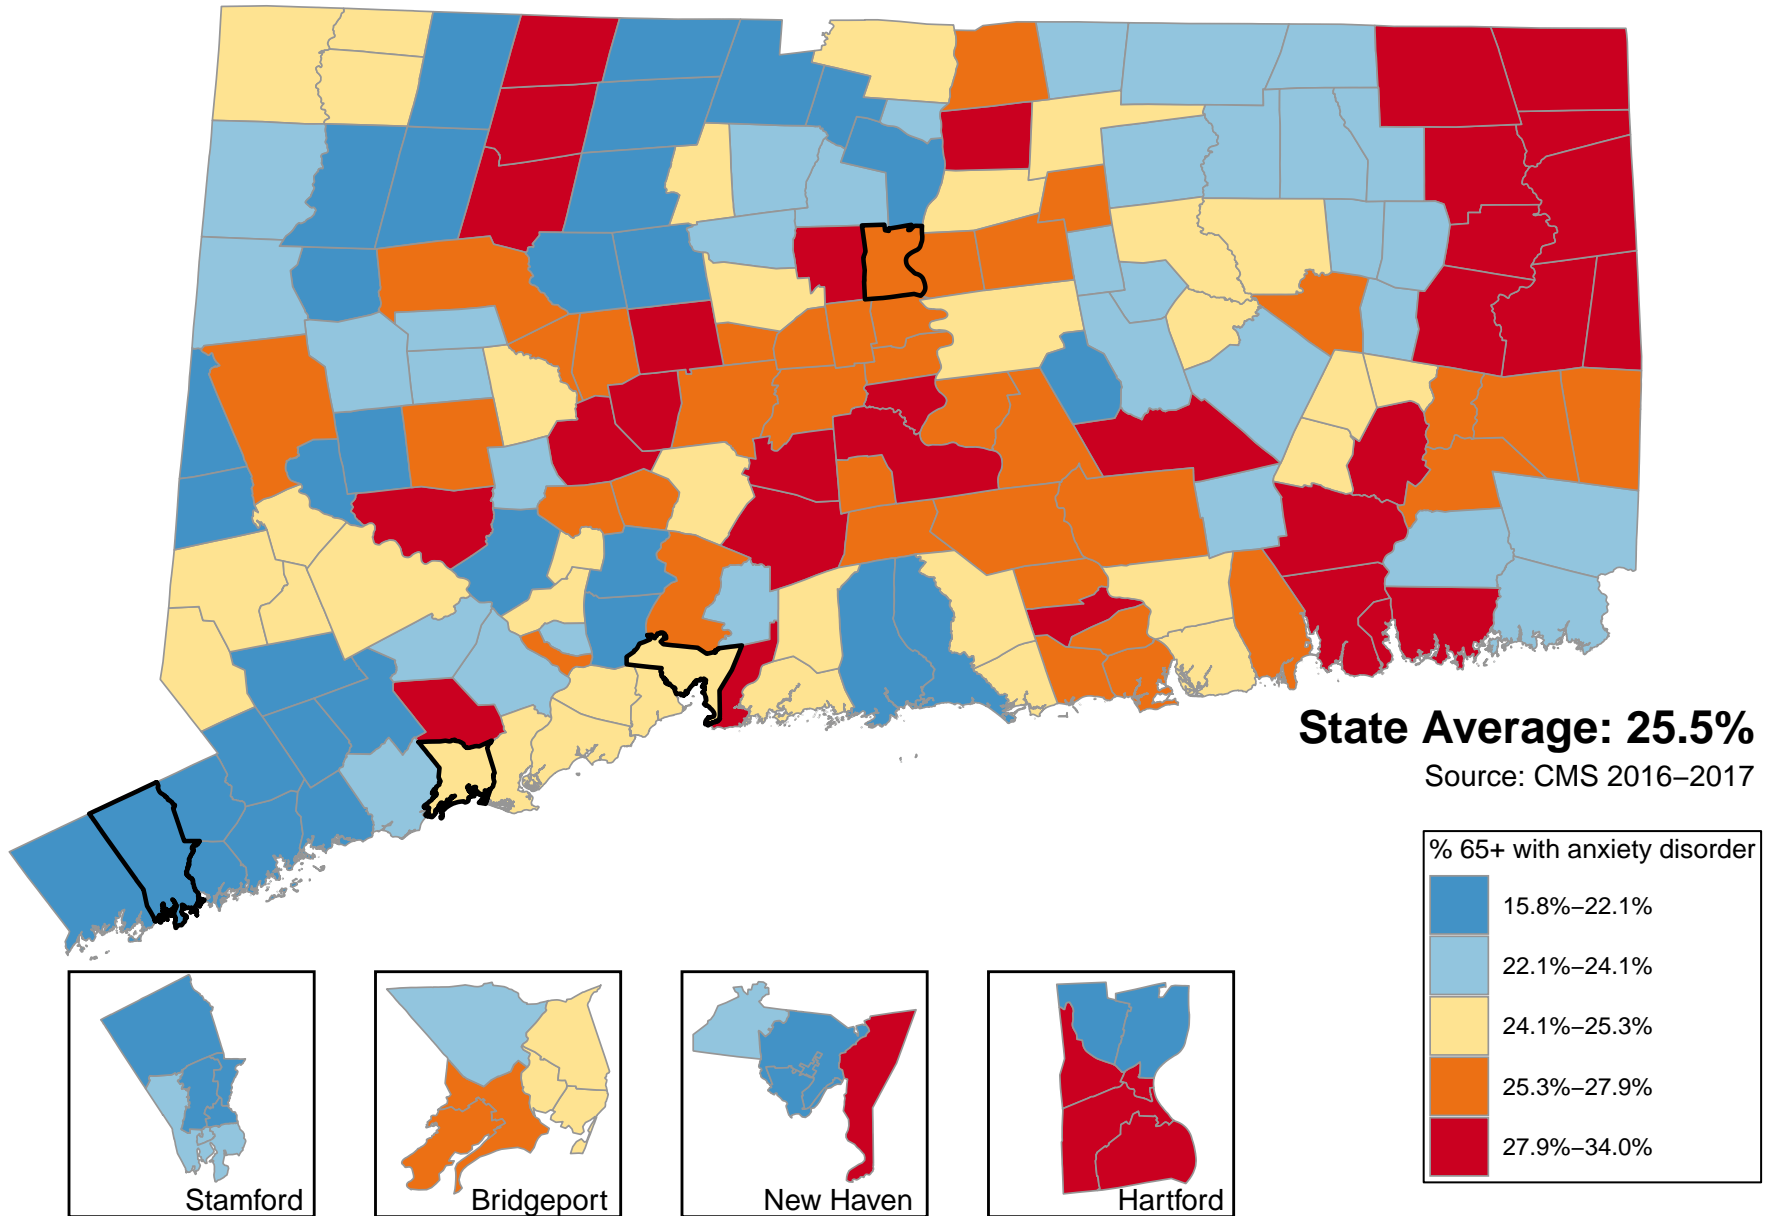 State Average: 25.5%
Source: CMS 2016–2017
% 65+ with anxiety disorder
15.8%–22.1%
22.1%–24.1%
24.1%–25.3%
25.3%–27.9%
27.9%–34.0%
Stamford
Bridgeport
New Haven
Hartford